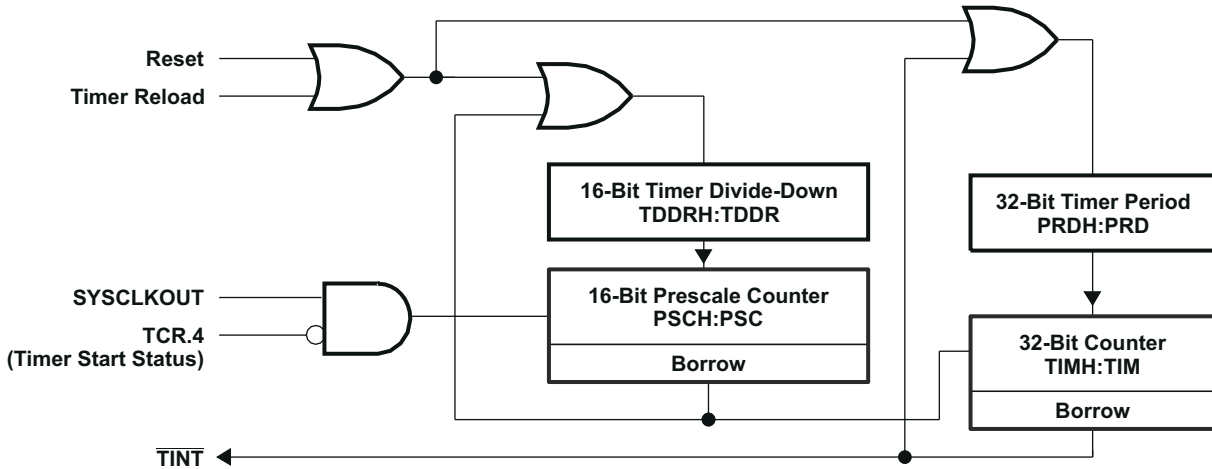 Reset
Timer Reload
16-Bit Timer Divide-Down
TDDRH:TDDR
32-Bit Timer Period
PRDH:PRD
SYSCLKOUT
TCR.4
(Timer Start Status)
16-Bit Prescale Counter
PSCH:PSC
Borrow
32-Bit Counter
TIMH:TIM
Borrow
TINT